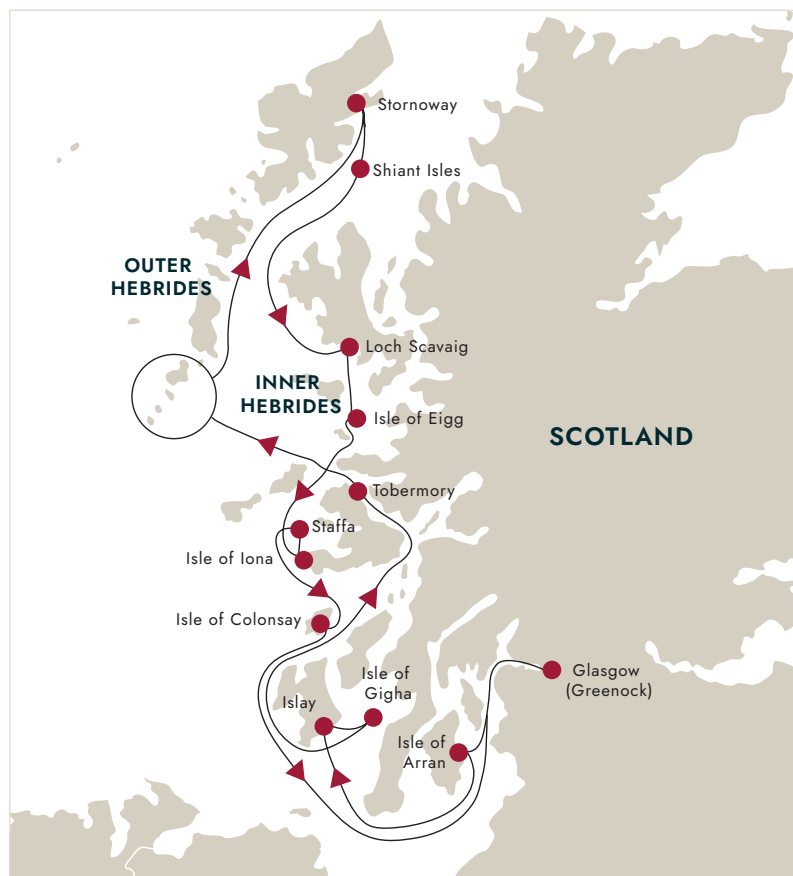 Stornoway
Shiant Isles
OUTER
HEBRIDES
Loch Scavaig
INNER
HEBRIDES
Isle of Eigg
SCOTLAND
Tobermory
Staffa
Isle of Iona
Isle of Colonsay
Isle of
Gigha
Glasgow
(Greenock)
Islay
Isle of
Arran